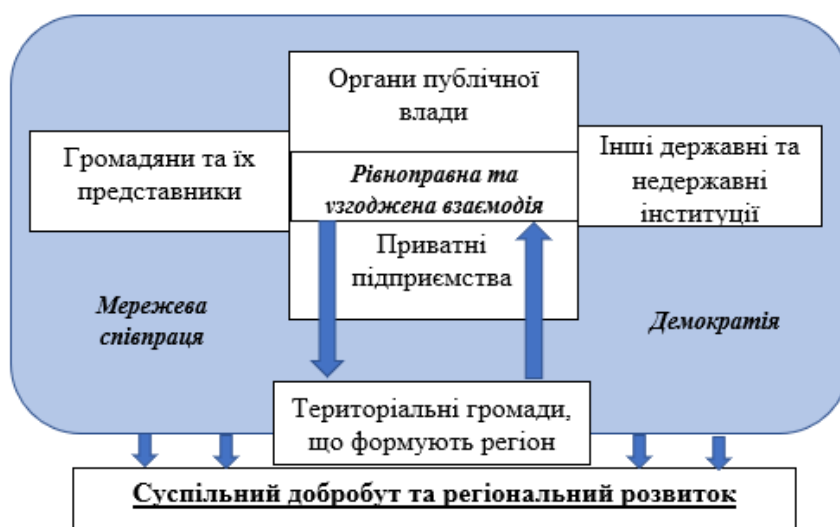 Органи публічної
влади
Громадяни та їх
представники
Рівноправна та
узгоджена взаємодія
Інші державні та
недержавні
інституції
Приватні
підприємства
Мережева
співпраця
Демократія
Територіальні громади,
що формують регіон
Суспільний добробут та регіональний розвиток